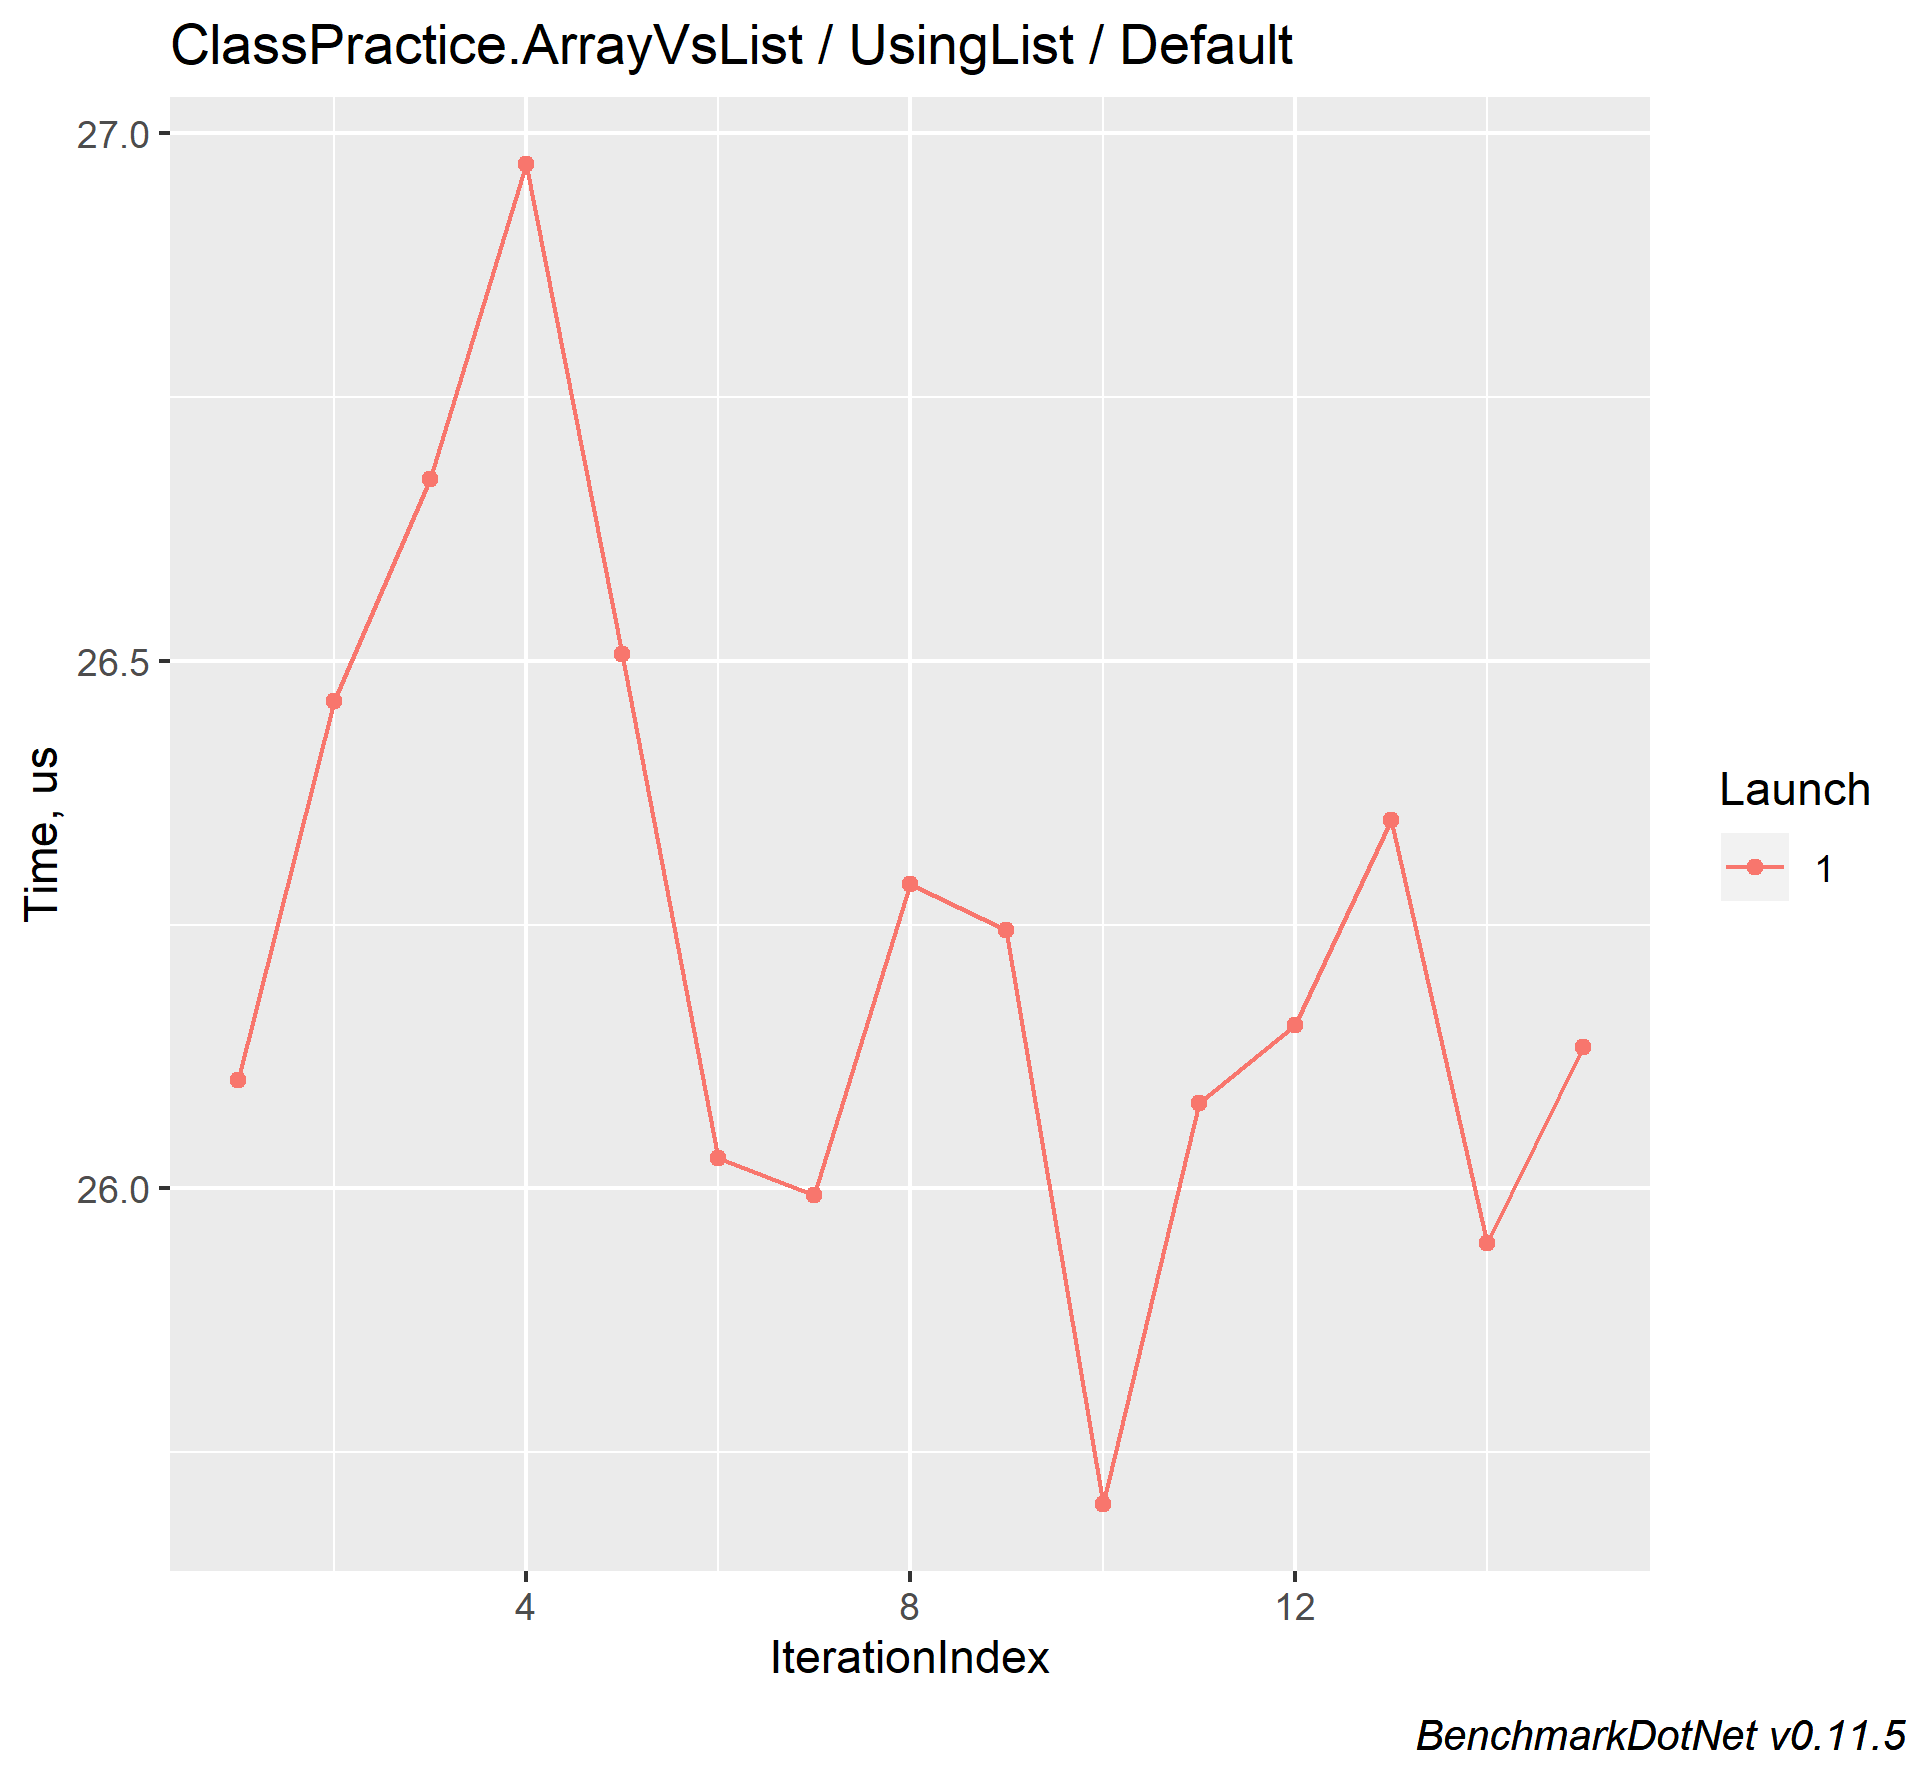 ClassPractice.ArrayVsList / UsingList / Default
27.0
26.5
26.0
Time, us
4 8 12
IterationIndex
Launch
1
BenchmarkDotNet v0.11.5